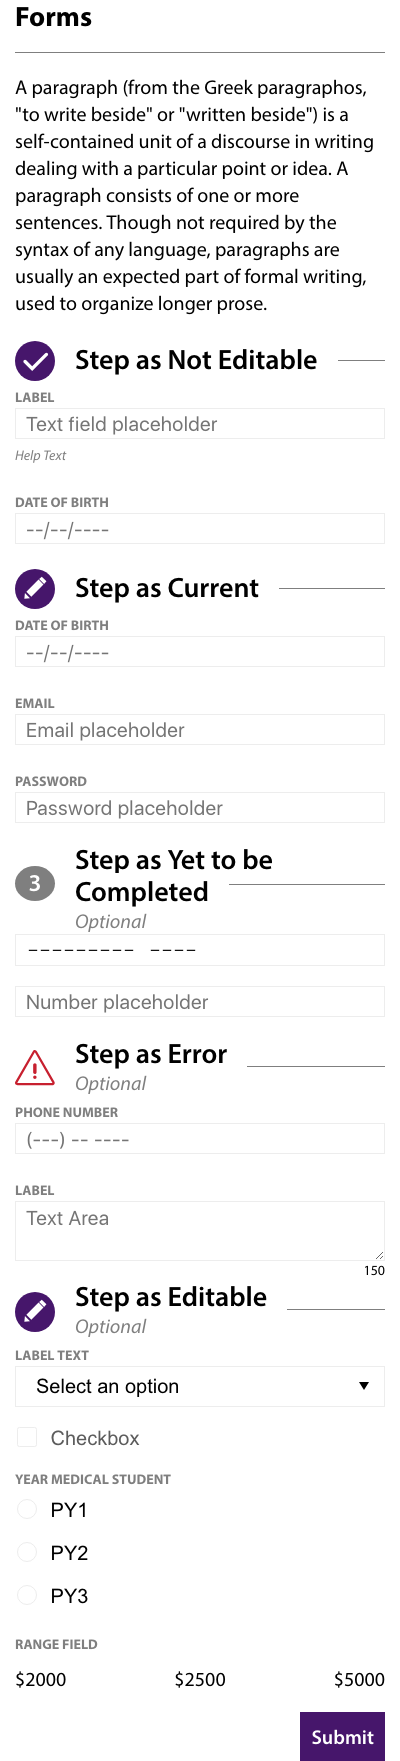 Forms
A paragraph (from the Greek paragraphos,
"to write beside" or "written beside") is a
self-contained unit of a discourse in writing
dealing with a particular point or idea. A
paragraph consists of one or more
sentences. Though not required by the
syntax of any language, paragraphs are
usually an expected part of formal writing,
used to organize longer prose.
Step as Not Editable
LABEL
Text field placeholder
Help Text
DATE OF BIRTH
--/--/----
Step as Current
DATE OF BIRTH
--/--/----
EMAIL
Email placeholder
PASSWORD
Password placeholder
3
Step as Yet to be
Completed
Optional
--------- ----
Number placeholder
Step as Error
Optional
PHONE NUMBER
(---) -- ----
LABEL
Text Area
150
Step as Editable
Optional
LABEL TEXT
Select an option
Checkbox
YEAR MEDICAL STUDENT
PY1
PY2
PY3
RANGE FIELD
$2000 $2500 $5000
Submit